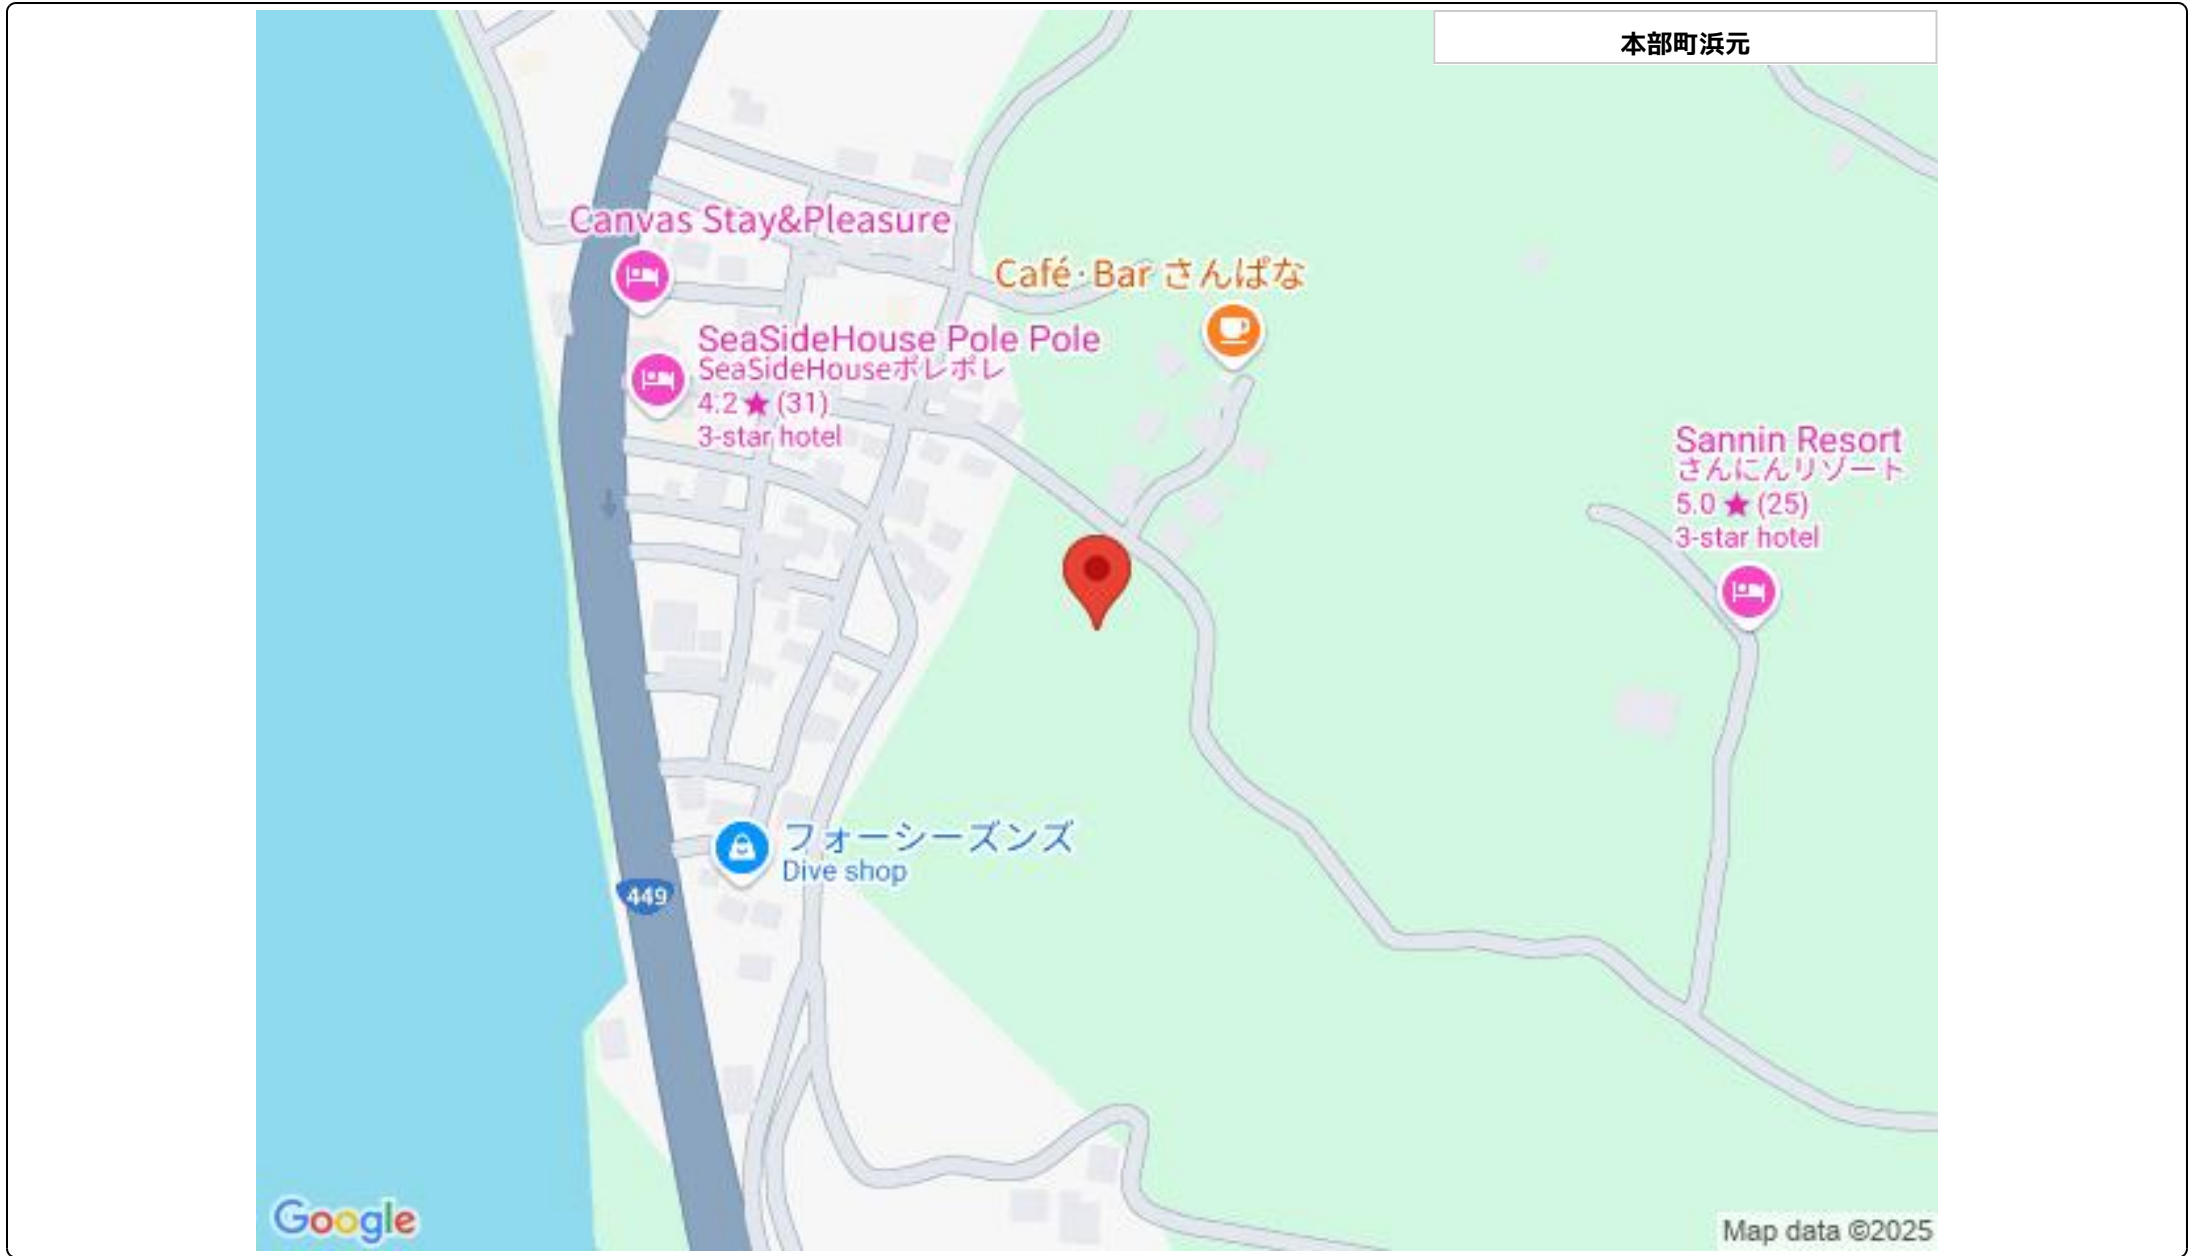 本部町浜元
Canvas Stay&Pleasure
Café·Bar さんぱな
SeaSideHouse Pole Pole
SeaSideHouseポレポレ
4.2★(31)
3-star hotel
Sannin Resort
さんにんリゾート
5.0 ★ (25)
3-star hotel
フォーシーズンズ
Dive shop
449
Google
Map data ©2025